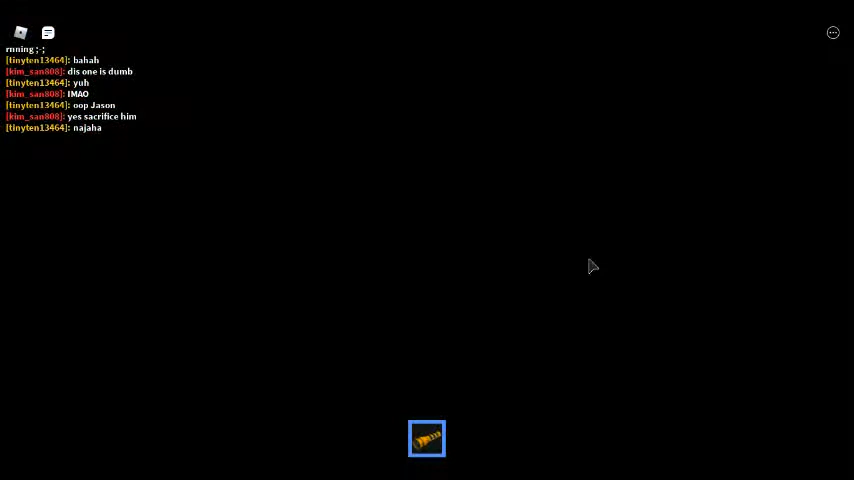 rnning ;-;
[tinyten13464]: bahah
[kim_san808]: dis one is dumb
[tinyten13464]: yuh
[kim_san808]: lMAO
[tinyten13464]: oop Jason
[kim_san808]: yes sacrifice him
[tinyten13464]: najaha